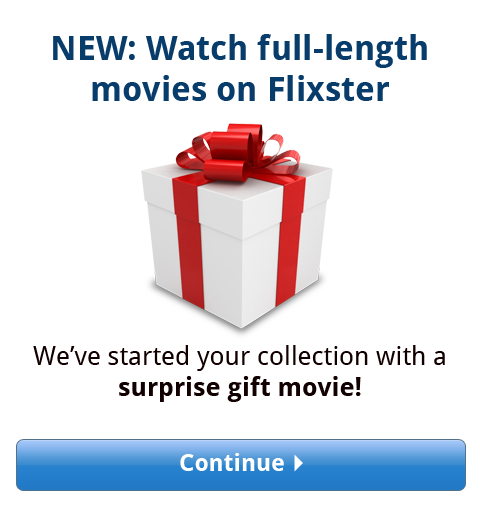 NEW: Watch full-length
movies on Flixster
We’ve started your collection with a
surprise gift movie!
Continue